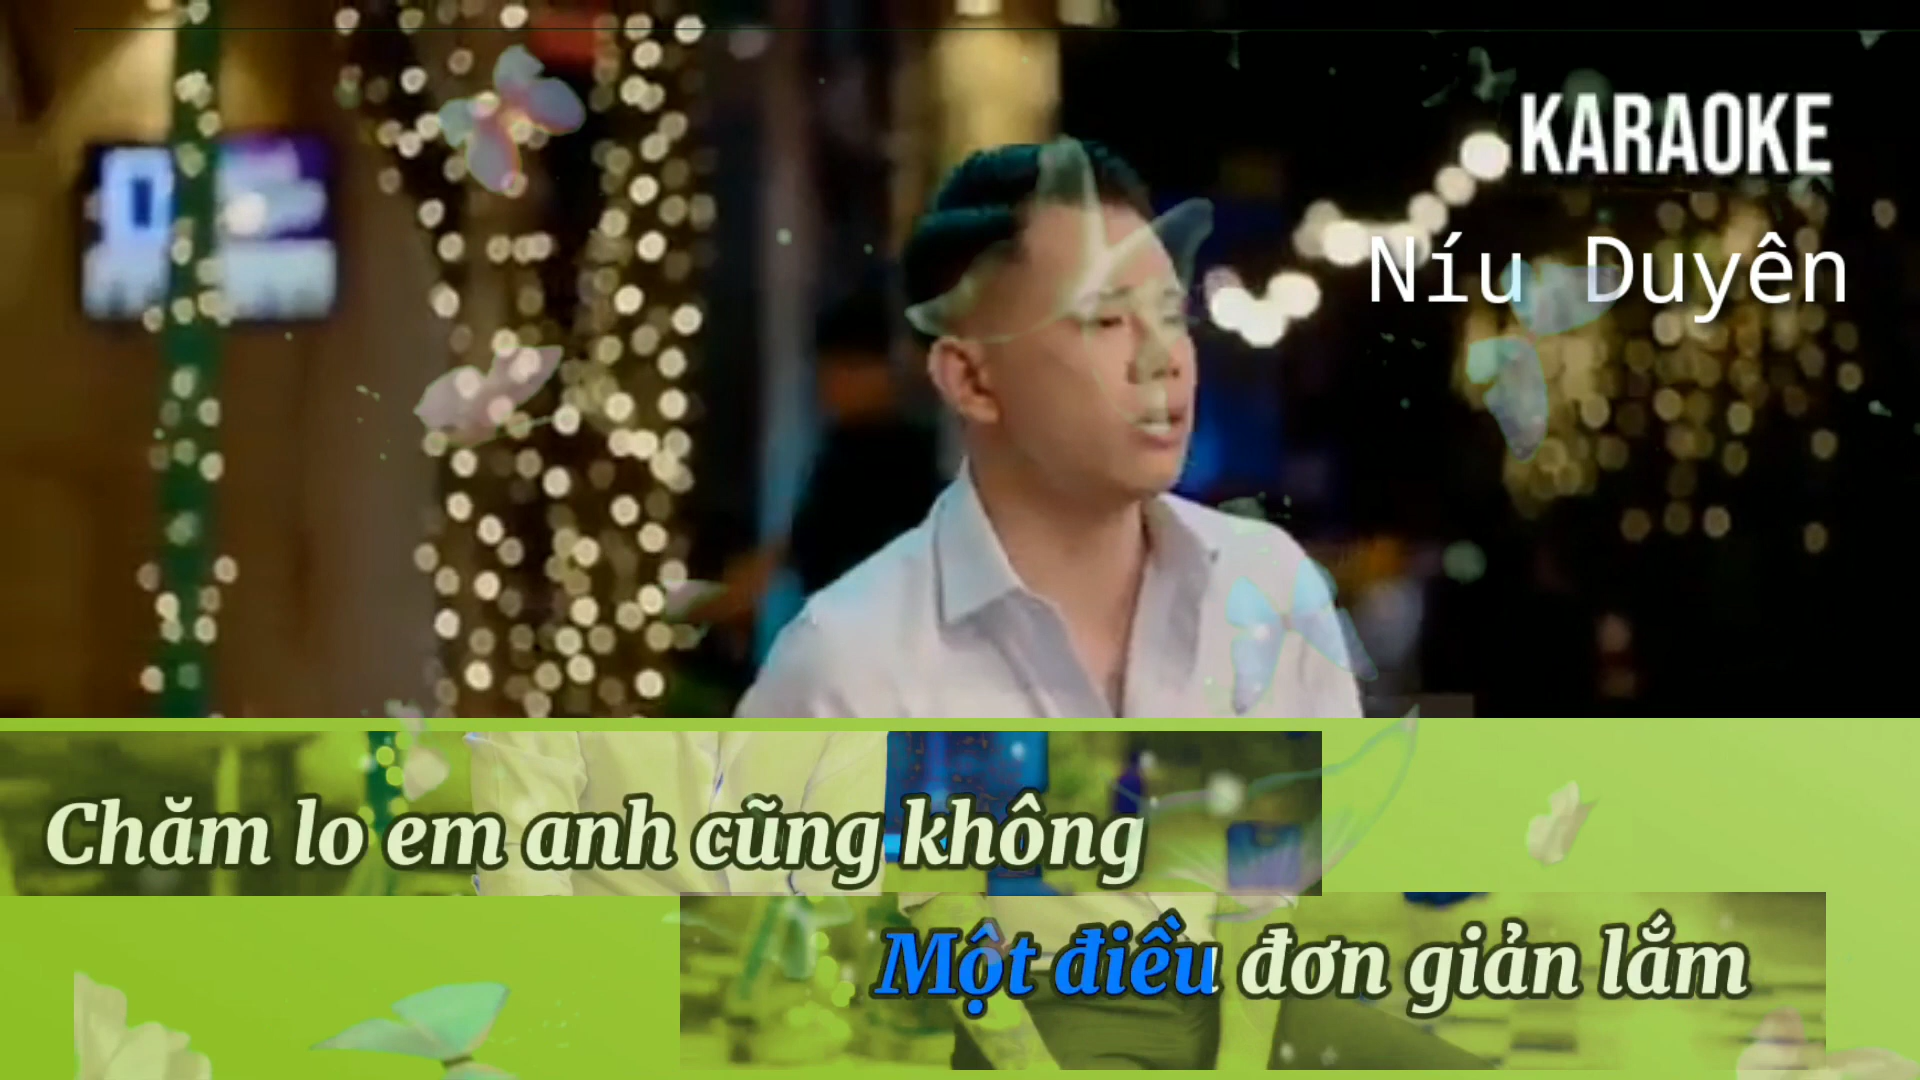 KARAOKE
Níu Duyên
Chăm lo em anh cũng không
Một điều đơn giản lắm